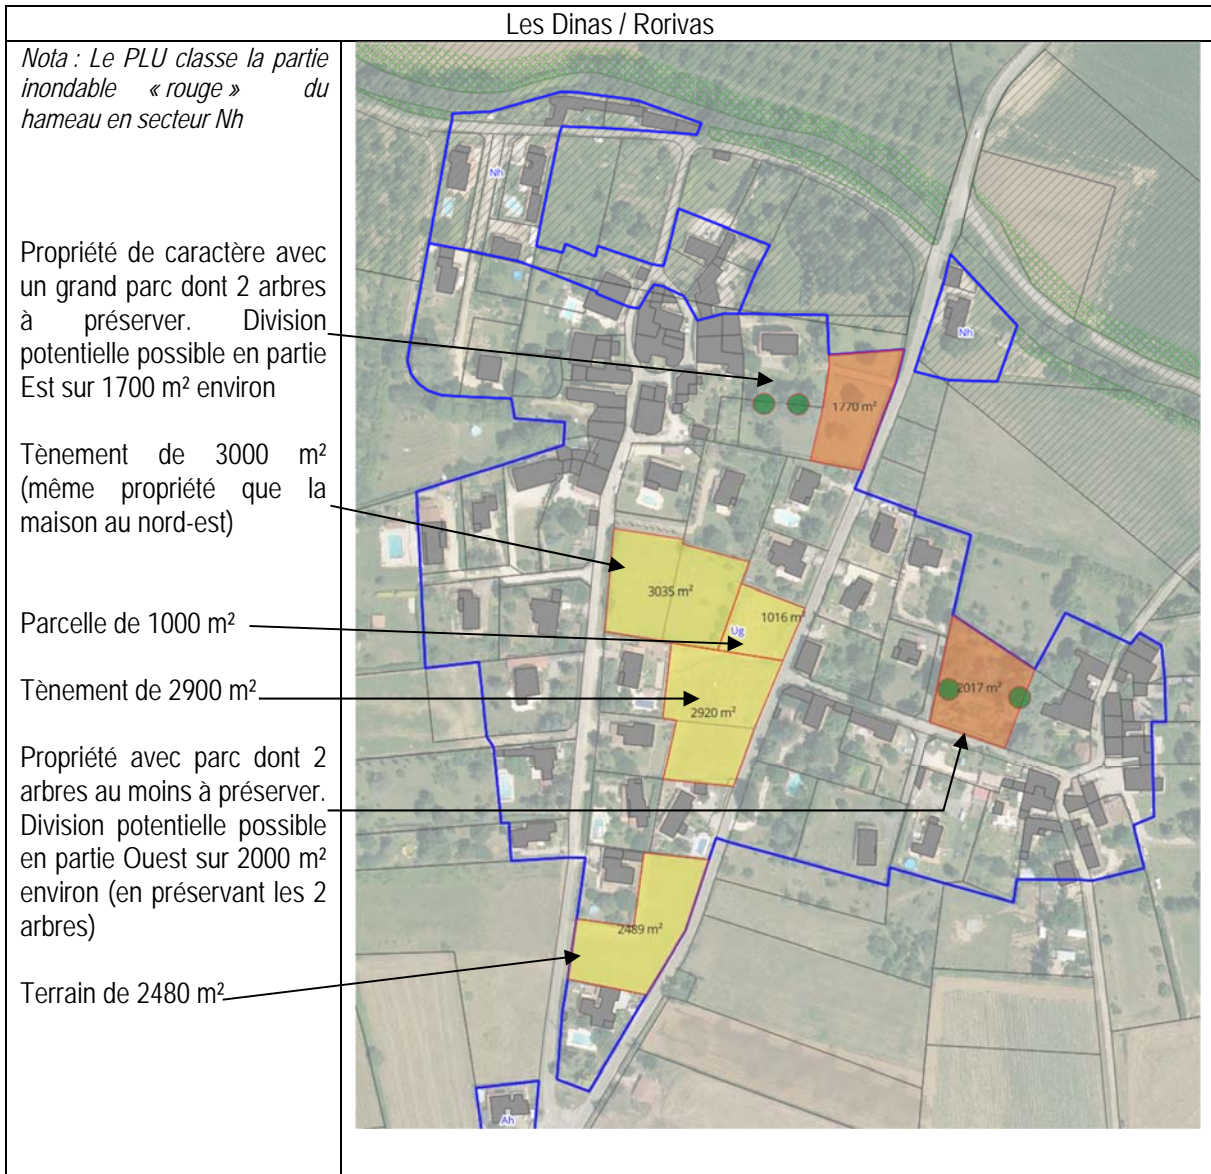 Les Dinas / Rorivas
Nota : Le PLU classe la partie
inondable « rouge » du
hameau en secteur Nh
Propriété de caractère avec
un grand parc dont 2 arbres
à préserver. Division
potentielle possible en partie
Est sur 1700 m² environ
Tènement de 3000 m²
(même propriété que la
maison au nord-est)
Parcelle de 1000 m²
Tènement de 2900 m²
Propriété avec parc dont 2
arbres au moins à préserver.
Division potentielle possible
en partie Ouest sur 2000 m²
environ (en préservant les 2
arbres)
Terrain de 2480 m²
Nh
Nh
1770 m²
3035 m²
1016 m²
Ug
2017 m²
2920 m²
2489 m²
Ah